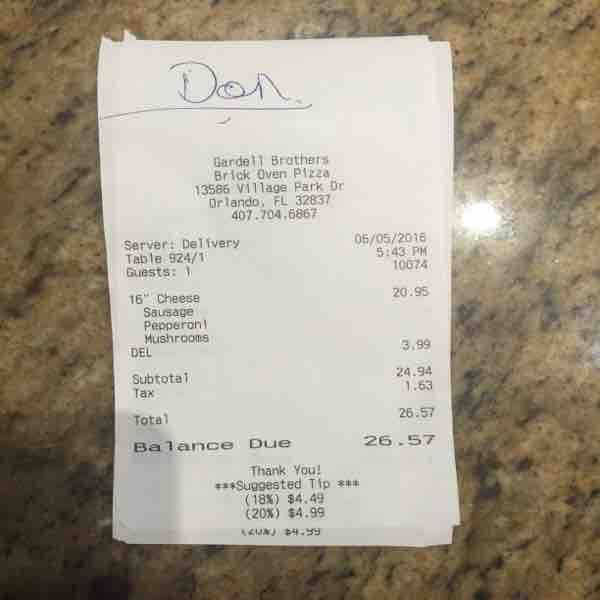 Don.
Gardell Brothers
Brick Oven Pizza
13586 Village Park Dr
Orlando, FL 32837
407.704.6867
Server: Delivery 06/05/2016
Table 924/1 5:43 PM
Guests: 1 10074
16" Cheese 20.95
Sausage
Pepperoni
Mushrooms
DEL 3.99
Subtotal 24.94
Tax 1.63
Total 26.57
Balance Due 26.57
Thank You!
***Suggested Tip ***
(18%) $4.49
(20%) $4.99
(20%) $4.99